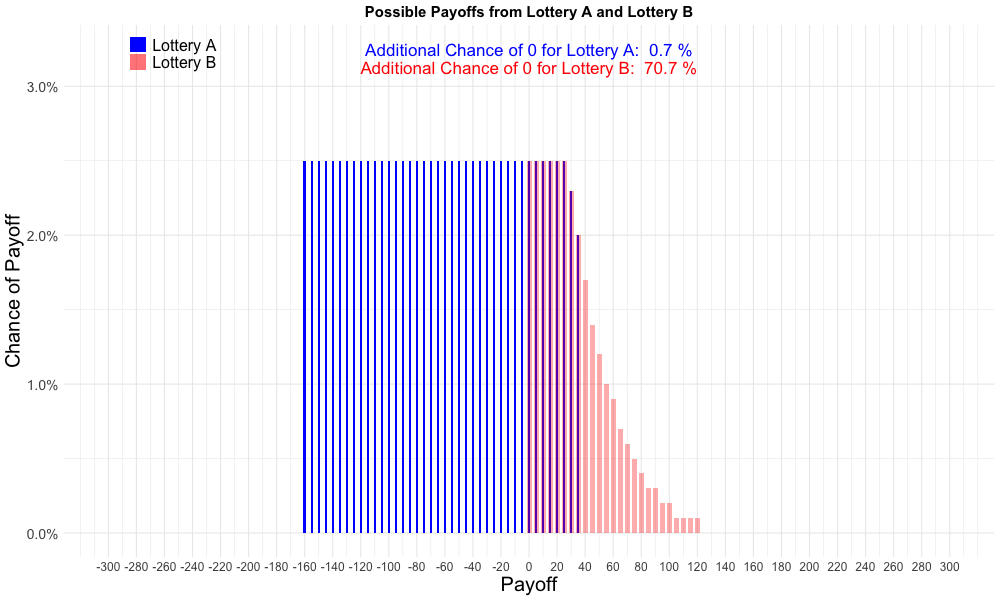 Possible Payoffs from Lottery A and Lottery B
Lottery A
Lottery B
Additional Chance of 0 for Lottery A:  0.7 %
Additional Chance of 0 for Lottery B:  70.7 %
Chance of Payoff
3.0%
2.0%
1.0%
0.0%
-300 -280 -260 -240 -220 -200 -180 -160 -140 -120 -100 -80 -60 -40 -20 0 20 40 60 80 100 120 140 160 180 200 220 240 260 280 300
Payoff